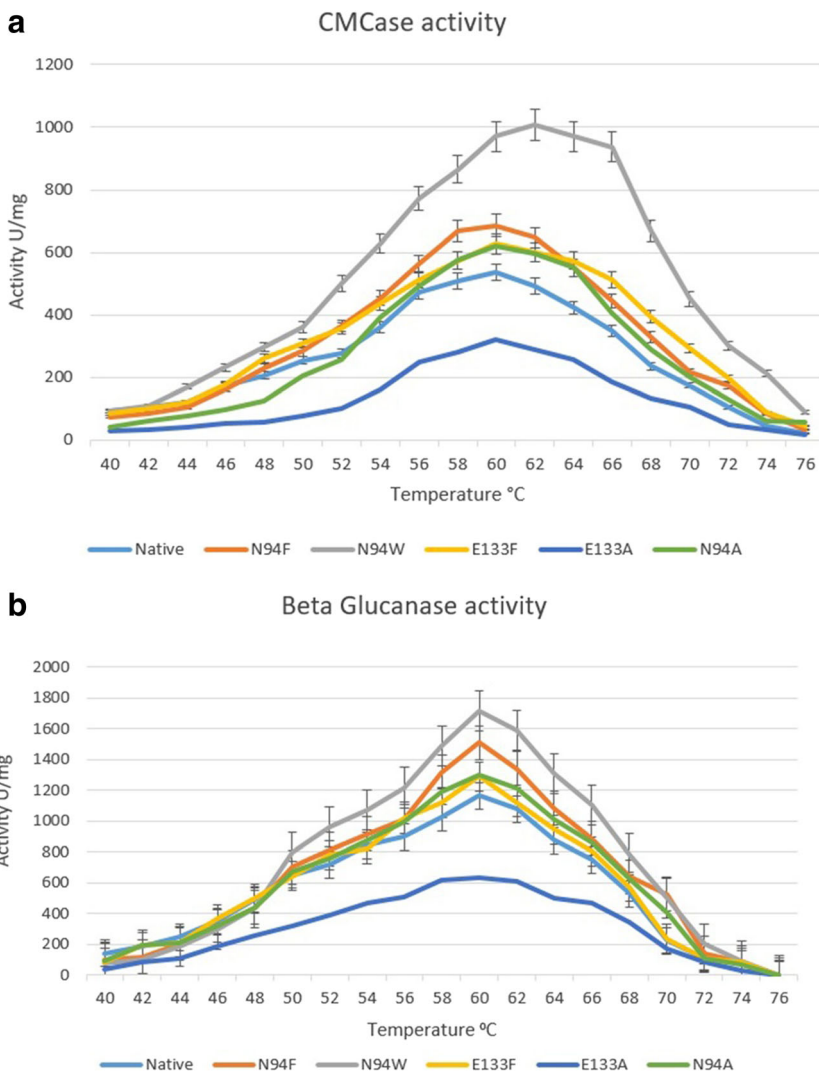 a
CMCase activity
1200
1000
800
600
400
200
0
Activity U/mg
40 42 44 46 48 50 52 54 56 58 60 62 64 66 68 70 72 74 76
Temperature °C
Native N94F N94W E133F E133A N94A
b
Beta Glucanase activity
2000
1800
1600
1400
1200
1000
800
600
400
200
0
Activity U/mg
40 42 44 46 48 50 52 54 56 58 60 62 64 66 68 70 72 74 76
Temperature ºC
Native N94F N94W E133F E133A N94A